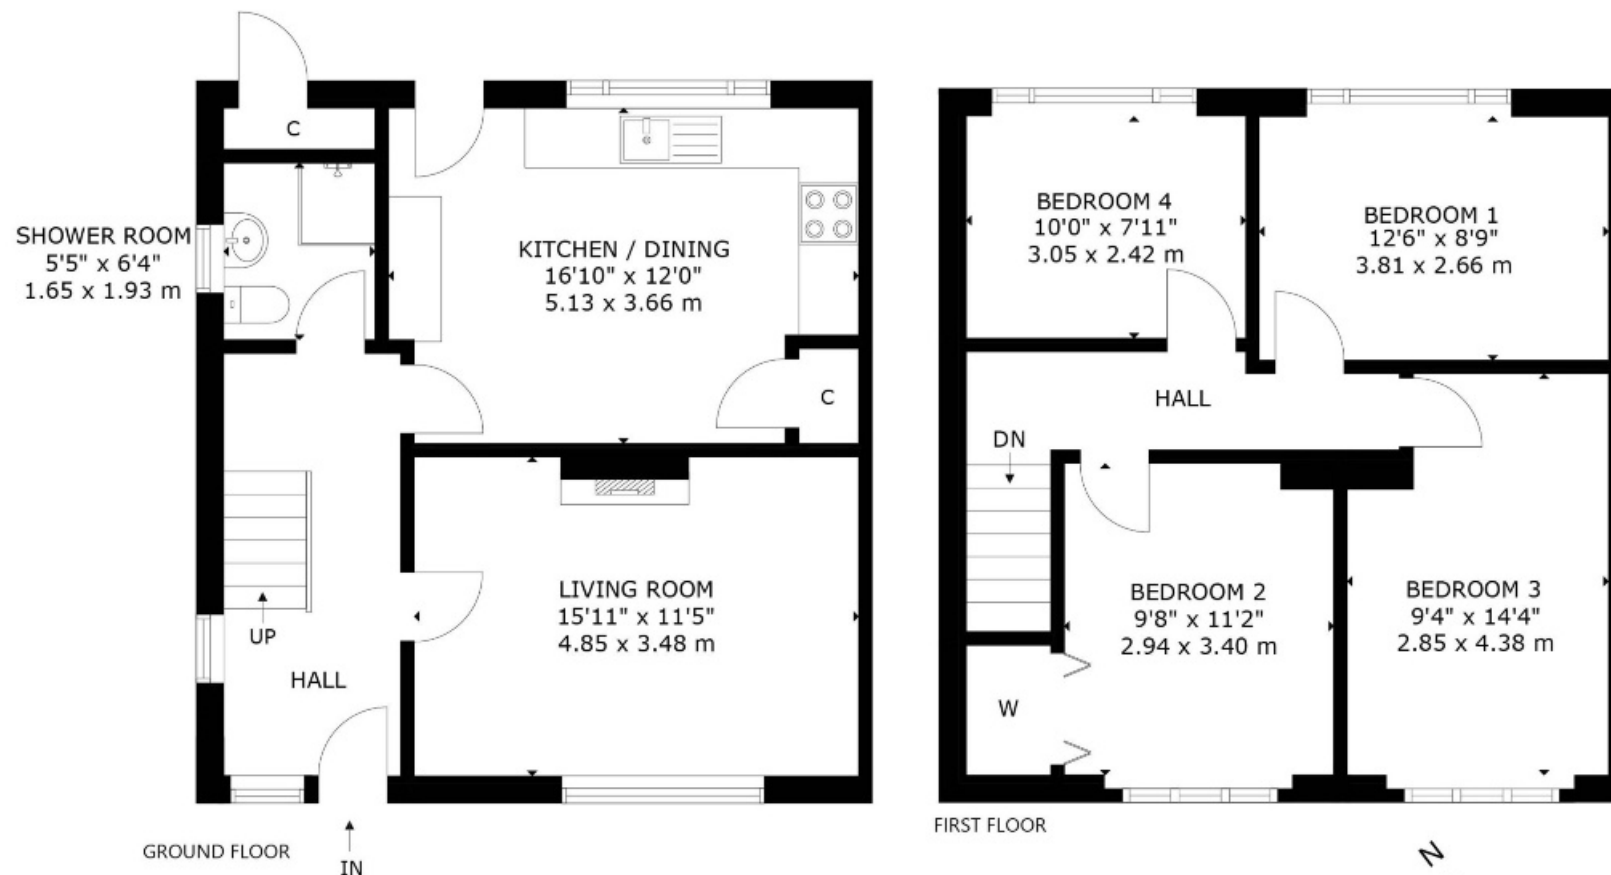 C
SHOWER ROOM
5'5" x 6'4"
1.65 x 1.93 m
KITCHEN / DINING
16'10" x 12'0"
5.13 x 3.66 m
C
LIVING ROOM
15'11" x 11'5"
4.85 x 3.48 m
UP
HALL
GROUND FLOOR
IN
BEDROOM 4
10'0" x 7'11"
3.05 x 2.42 m
BEDROOM 1
12'6" x 8'9"
3.81 x 2.66 m
HALL
DN
BEDROOM 2
9'8" x 11'2"
2.94 x 3.40 m
BEDROOM 3
9'4" x 14'4"
2.85 x 4.38 m
W
FIRST FLOOR
N